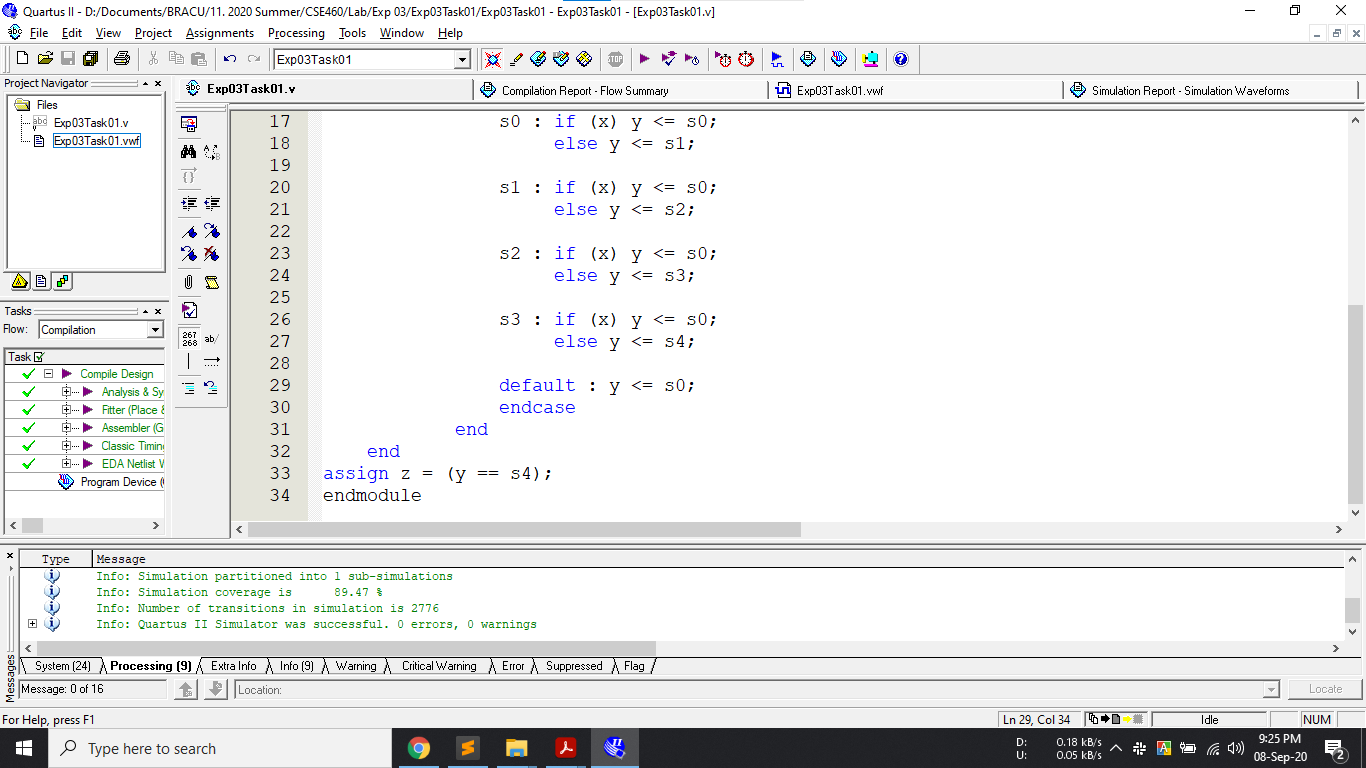 Quartus II - D:/Documents/BRACU/11. 2020 Summer/CSE460/Lab/Exp 03/Exp03Task01/Exp03Task01 - Exp03Task01 - [Exp03Task01.v]
File Edit View Project Assignments Processing Tools Window Help
Exp03Task01
STOP
Project Navigator
Files
abc Exp03Task01.v
Exp03Task01.vwf
Tasks
Flow: Compilation
Task
Compile Design
Analysis & Sy
Fitter (Place &
Assembler (G
Classic Timin
EDA Netlist W
Program Device (
267
268
ab/
Exp03Task01.v
Compilation Report - Flow Summary
Exp03Task01.vwf
Simulation Report - Simulation Waveforms
17 s0 : if (x) y <= s0;
18 else y <= s1;
19
20 s1 : if (x) y <= s0;
21 else y <= s2;
22
23 s2 : if (x) y <= s0;
24 else y <= s3;
25
26 s3 : if (x) y <= s0;
27 else y <= s4;
28
29 default : y <= s0;
30 endcase
31 end
32 end
33 assign z = (y == s4);
34 endmodule
Type Message
Info: Simulation partitioned into 1 sub-simulations
Info: Simulation coverage is 89.47 %
Info: Number of transitions in simulation is 2776
Info: Quartus II Simulator was successful. 0 errors, 0 warnings
System (24) Processing (9) Extra Info Info (9) Warning Critical Warning Error Suppressed Flag
Messages
Message: 0 of 16
Location:
Locate
For Help, press F1
Ln 29, Col 34
Idle
NUM
Type here to search
D: 0.18 kB/s
U: 0.05 kB/s
9:25 PM
08-Sep-20
2